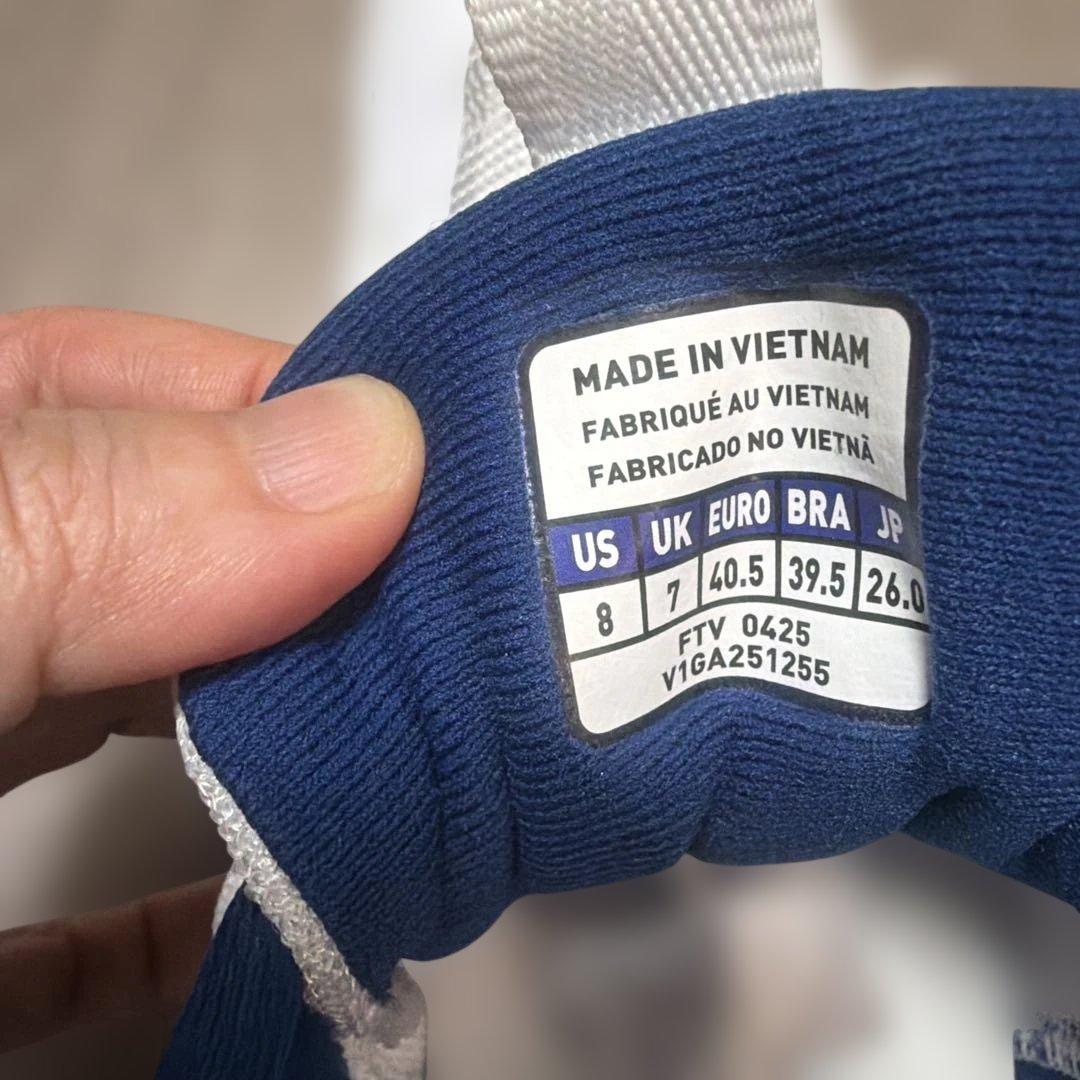 MADE IN VIETNAM
FABRIQUÉ AU VIETNAM
FABRICADO NO VIETNÃ
US UK EURO BRA JP
8 7 40.5 39.5 26.0
FTV 0425
V1GA251255